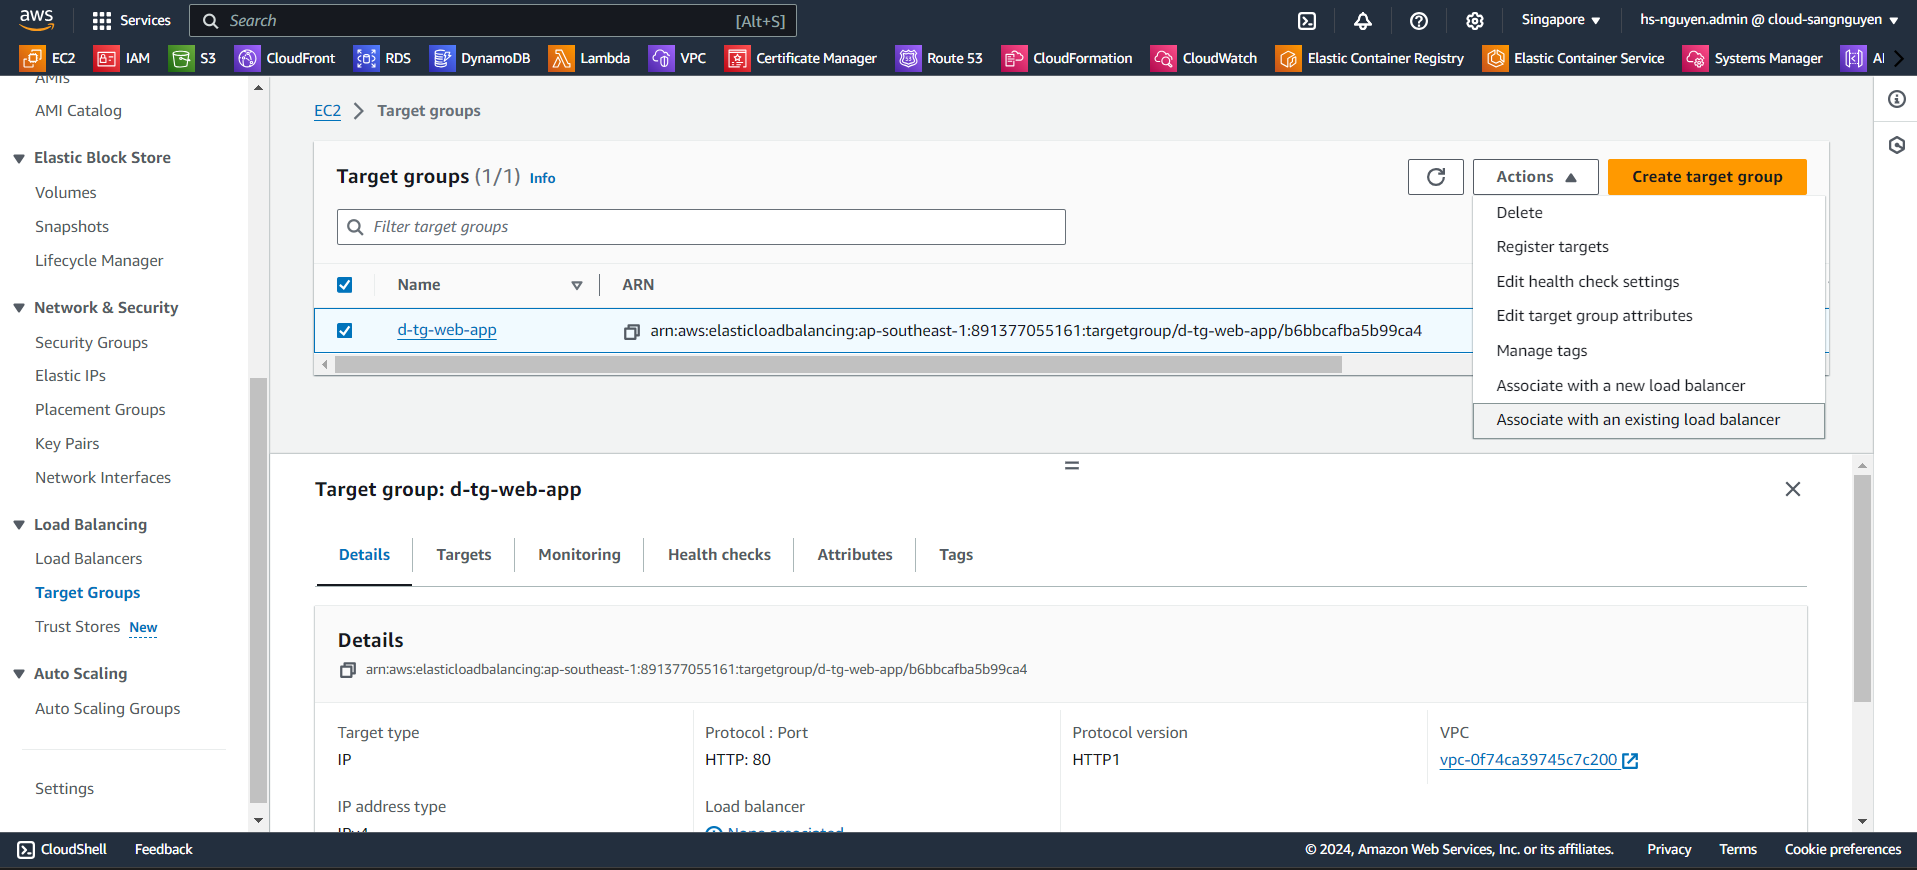 aws Services Search [Alt+S] Singapore hs-nguyen.admin @ cloud-sangnguyen
EC2 IAM S3 CloudFront RDS DynamoDB Lambda VPC Certificate Manager Route 53 CloudFormation CloudWatch Elastic Container Registry Elastic Container Service Systems Manager
AMIs
AMI Catalog
Elastic Block Store
Volumes
Snapshots
Lifecycle Manager
Network & Security
Security Groups
Elastic IPs
Placement Groups
Key Pairs
Network Interfaces
Load Balancing
Load Balancers
Target Groups
Trust Stores New
Auto Scaling
Auto Scaling Groups
Settings
EC2 Target groups
Target groups (1/1) Info
Actions Create target group
Filter target groups
Name ARN
d-tg-web-app arn:aws:elasticloadbalancing:ap-southeast-1:891377055161:targetgroup/d-tg-web-app/b6bbcafba5b99ca4
Delete
Register targets
Edit health check settings
Edit target group attributes
Manage tags
Associate with a new load balancer
Associate with an existing load balancer
Target group: d-tg-web-app
Details Targets Monitoring Health checks Attributes Tags
Details
arn:aws:elasticloadbalancing:ap-southeast-1:891377055161:targetgroup/d-tg-web-app/b6bbcafba5b99ca4
Target type
IP
Protocol : Port
HTTP: 80
Protocol version
HTTP1
VPC
vpc-0f74ca39745c7c200
IP address type
IPv4
Load balancer
None associated
CloudShell Feedback © 2024, Amazon Web Services, Inc. or its affiliates. Privacy Terms Cookie preferences